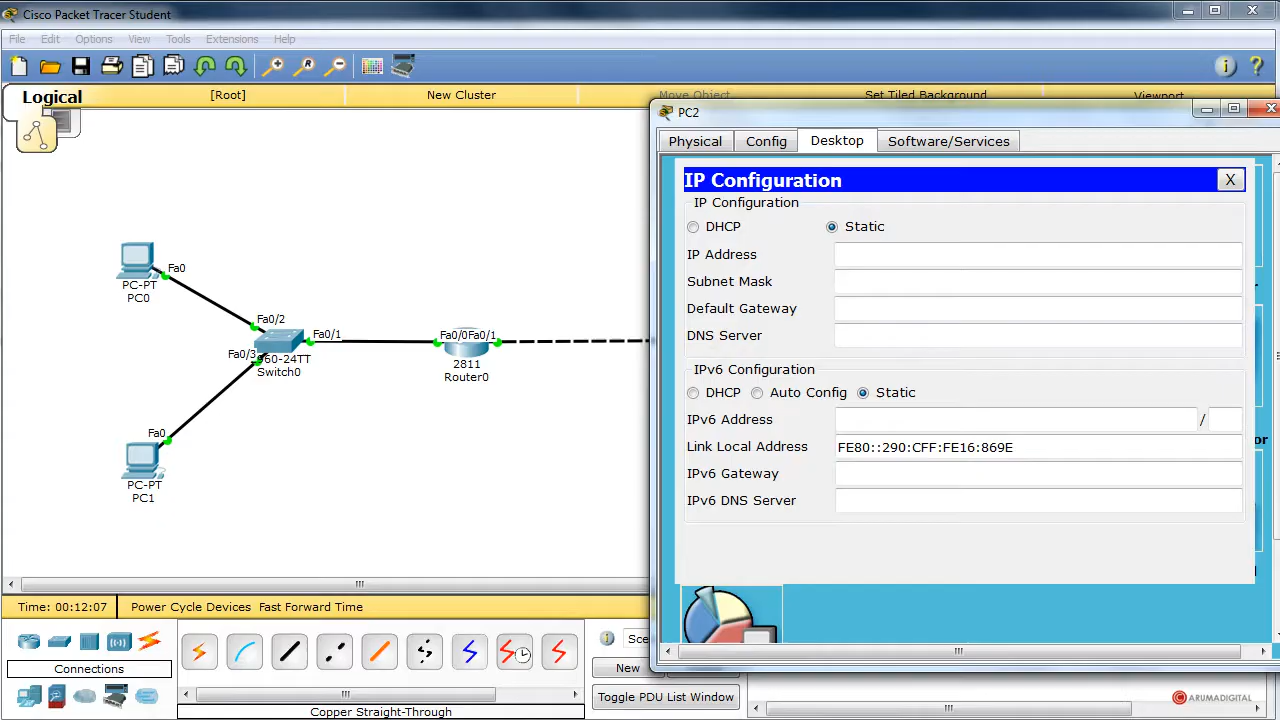 Cisco Packet Tracer Student
File Edit Options View Tools Extensions Help
Logical [Root] New Cluster Move Object Set Tiled Background Viewport
PC2
Physical Config Desktop Software/Services
IP Configuration X
IP Configuration
DHCP Static
IP Address
Subnet Mask
Default Gateway
DNS Server
IPv6 Configuration
DHCP Auto Config Static
IPv6 Address /
Link Local Address FE80::290:CFF:FE16:869E
IPv6 Gateway
IPv6 DNS Server
Fa0
PC-PT
PC0
Fa0/2
Fa0/1
Fa0/3
960-24TT
Switch0
Fa0/0Fa0/1
2811
Router0
Fa0
PC-PT
PC1
Time: 00:12:07 Power Cycle Devices Fast Forward Time
Connections
Copper Straight-Through
New
Toggle PDU List Window
ARUMADIGITAL